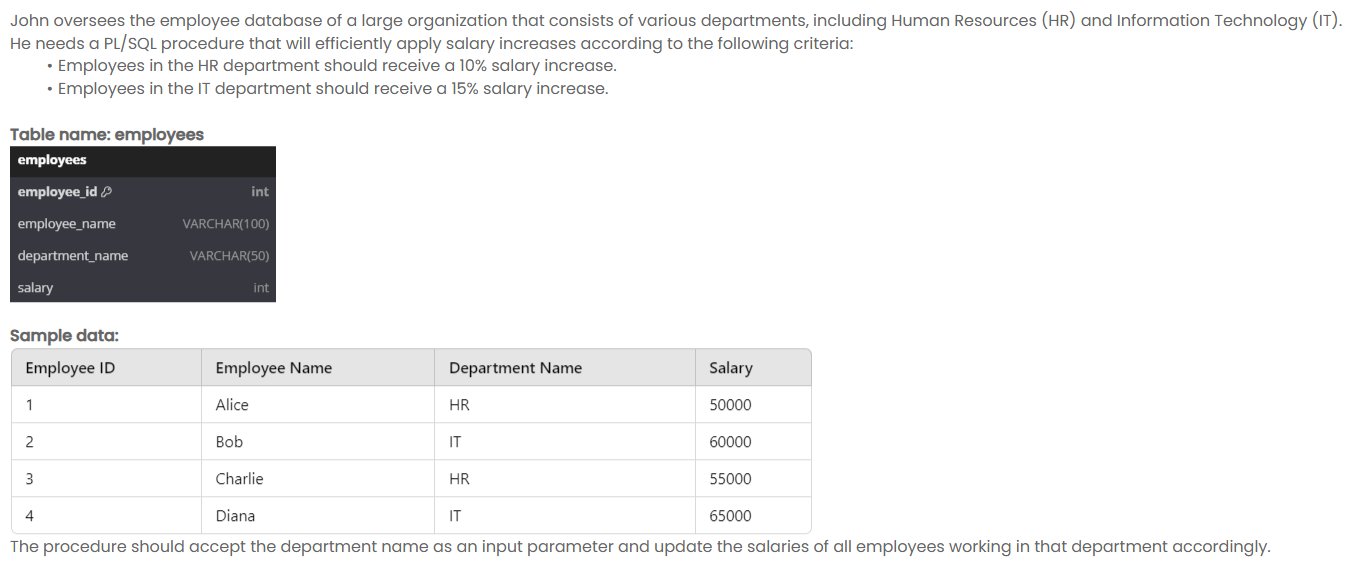 John oversees the employee database of a large organization that consists of various departments, including Human Resources (HR) and Information Technology (IT).
He needs a PL/SQL procedure that will efficiently apply salary increases according to the following criteria:
• Employees in the HR department should receive a 10% salary increase.
• Employees in the IT department should receive a 15% salary increase.
Table name: employees
employees
employee_id int
employee_name VARCHAR(100)
department_name VARCHAR(50)
salary int
Sample data:
Employee ID Employee Name Department Name Salary
1 Alice HR 50000
2 Bob IT 60000
3 Charlie HR 55000
4 Diana IT 65000
The procedure should accept the department name as an input parameter and update the salaries of all employees working in that department accordingly.